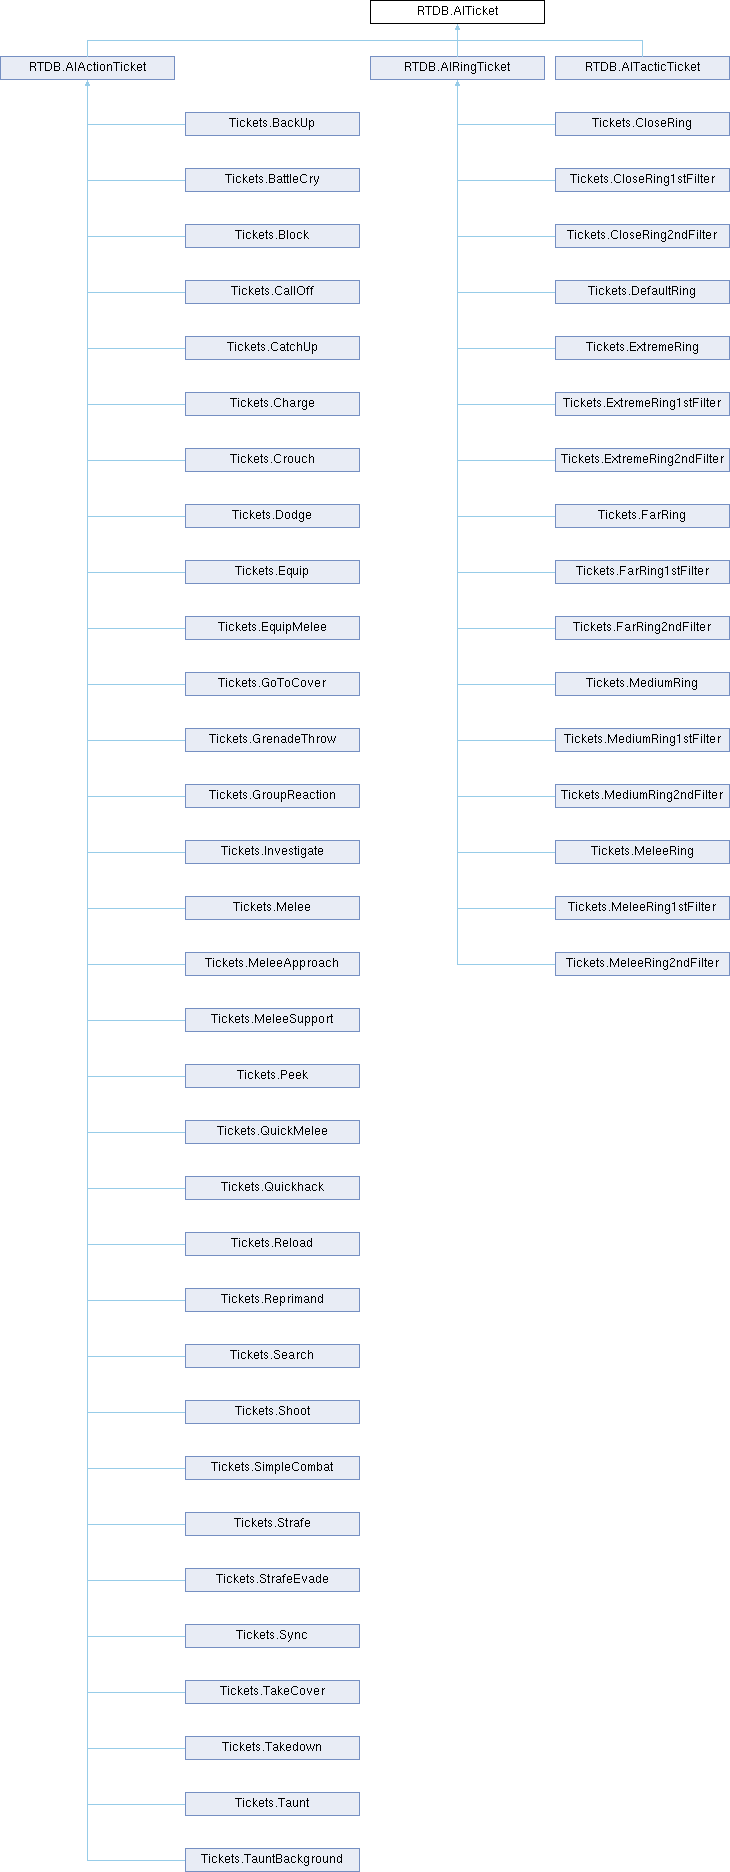 RTDB.AITicket
RTDB.AIActionTicket
RTDB.AIRingTicket
RTDB.AITacticTicket
Tickets.BackUp
Tickets.BattleCry
Tickets.Block
Tickets.CallOff
Tickets.CatchUp
Tickets.Charge
Tickets.Crouch
Tickets.Dodge
Tickets.Equip
Tickets.EquipMelee
Tickets.GoToCover
Tickets.GrenadeThrow
Tickets.GroupReaction
Tickets.Investigate
Tickets.Melee
Tickets.MeleeApproach
Tickets.MeleeSupport
Tickets.Peek
Tickets.QuickMelee
Tickets.Quickhack
Tickets.Reload
Tickets.Reprimand
Tickets.Search
Tickets.Shoot
Tickets.SimpleCombat
Tickets.Strafe
Tickets.StrafeEvade
Tickets.Sync
Tickets.TakeCover
Tickets.Takedown
Tickets.Taunt
Tickets.TauntBackground
Tickets.CloseRing
Tickets.CloseRing1stFilter
Tickets.CloseRing2ndFilter
Tickets.DefaultRing
Tickets.ExtremeRing
Tickets.ExtremeRing1stFilter
Tickets.ExtremeRing2ndFilter
Tickets.FarRing
Tickets.FarRing1stFilter
Tickets.FarRing2ndFilter
Tickets.MediumRing
Tickets.MediumRing1stFilter
Tickets.MediumRing2ndFilter
Tickets.MeleeRing
Tickets.MeleeRing1stFilter
Tickets.MeleeRing2ndFilter